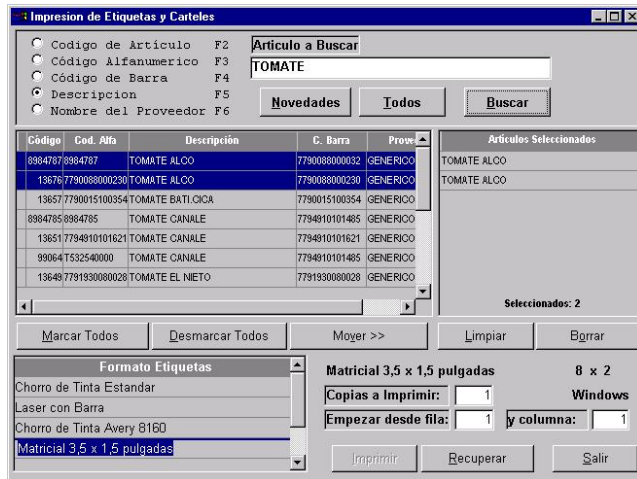 Impresion de Etiquetas y Carteles
Codigo de Artículo F2
Código Alfanumerico F3
Código de Barra F4
Descripcion F5
Nombre del Proveedor F6
Articulo a Buscar
TOMATE
Novedades Todos Buscar
Código Cod. Alfa Descripción C. Barra Prove
8984787 8984787 TOMATE ALCO 7790088000032 GENERICO
13676 7790088000230 TOMATE ALCO 7790088000230 GENERICO
13657 7790015100354 TOMATE BATI.CICA 7790015100354 GENERICO
8984785 8984785 TOMATE CANALE 7794910101485 GENERICO
13651 7794910101621 TOMATE CANALE 7794910101621 GENERICO
99064 T532540000 TOMATE CANALE 7794910101485 GENERICO
13649 7791930080028 TOMATE EL NIETO 7791930080028 GENERICO
Artículos Seleccionados
TOMATE ALCO
TOMATE ALCO
Seleccionados: 2
Marcar Todos Desmarcar Todos Mover >> Limpiar Borrar
Formato Etiquetas
Chorro de Tinta Estandar
Laser con Barra
Chorro de Tinta Avery 8160
Matricial 3,5 x 1,5 pulgadas
Matricial 3,5 x 1,5 pulgadas 8 x 2
Copias a Imprimir: 1 Windows
Empezar desde fila: 1 y columna: 1
Imprimir Recuperar Salir